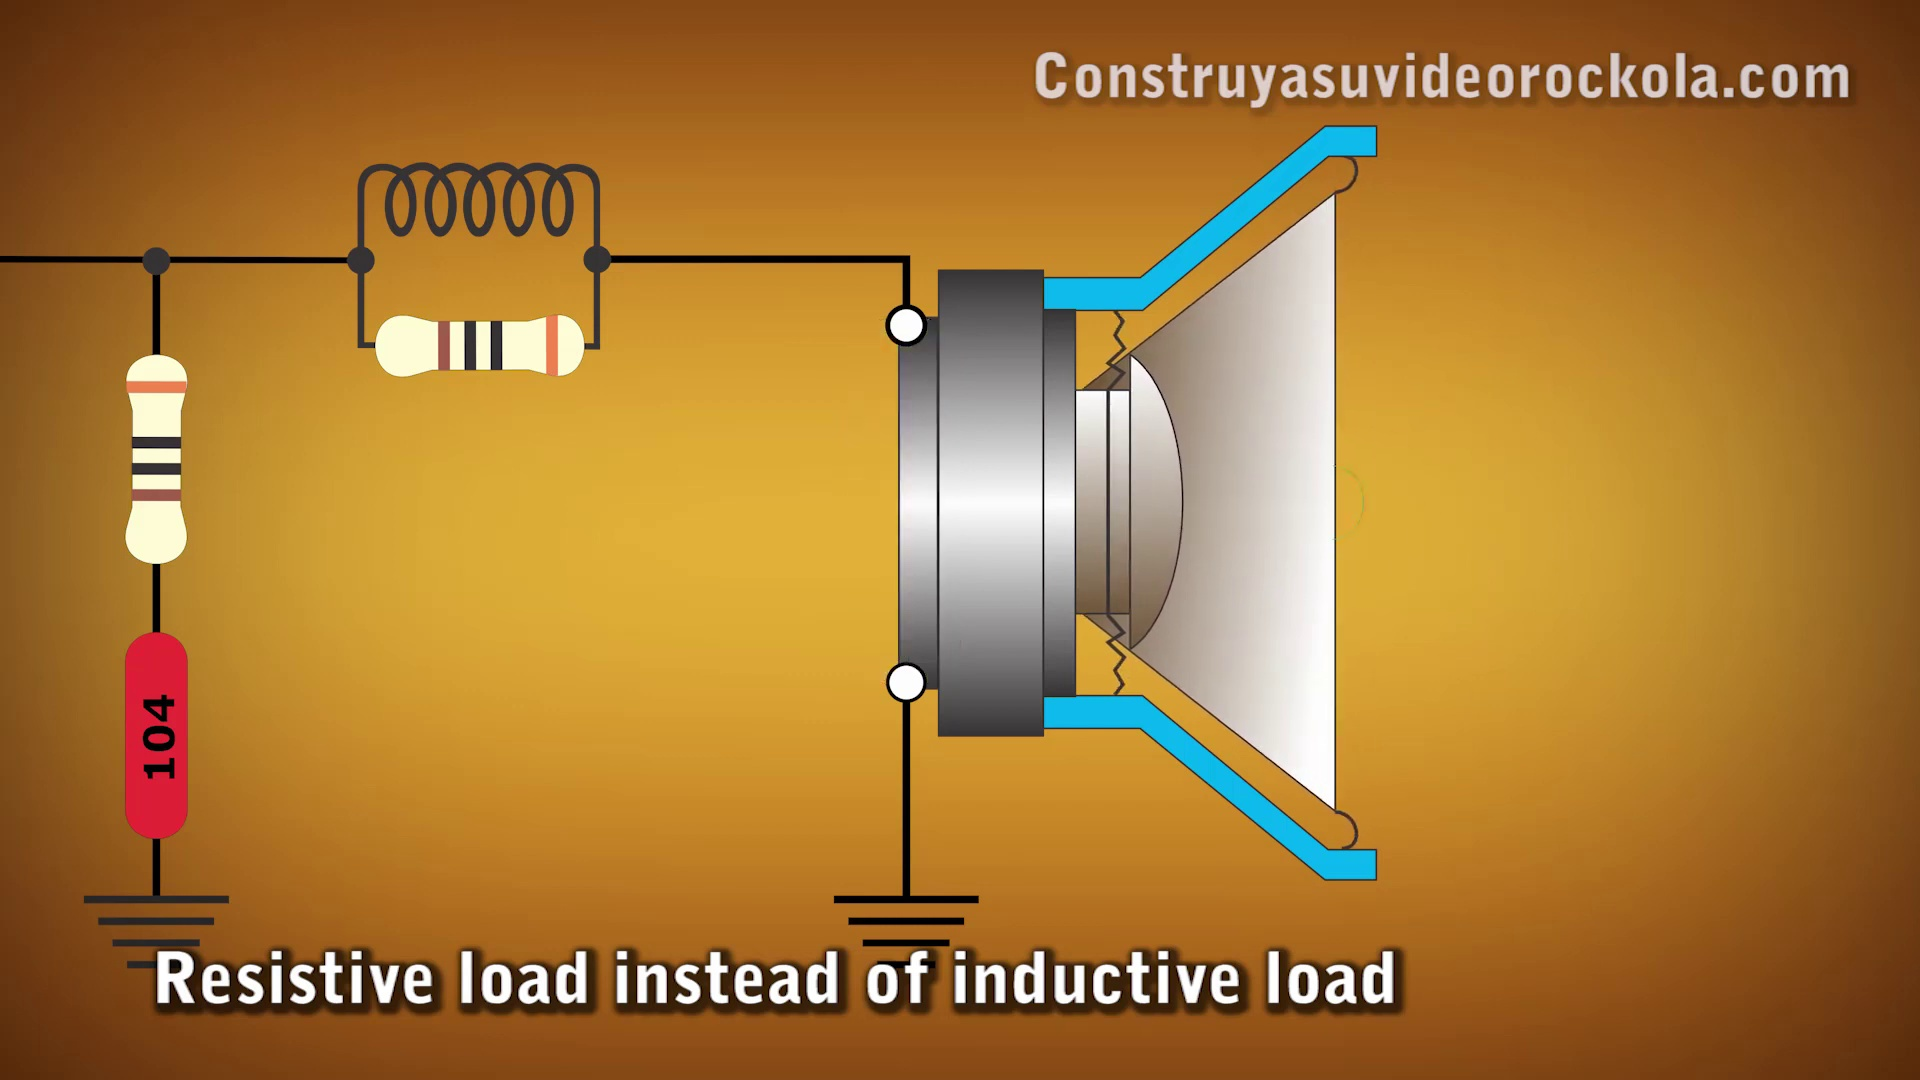 Construyasuvideorockola.com
104
Resistive load instead of inductive load